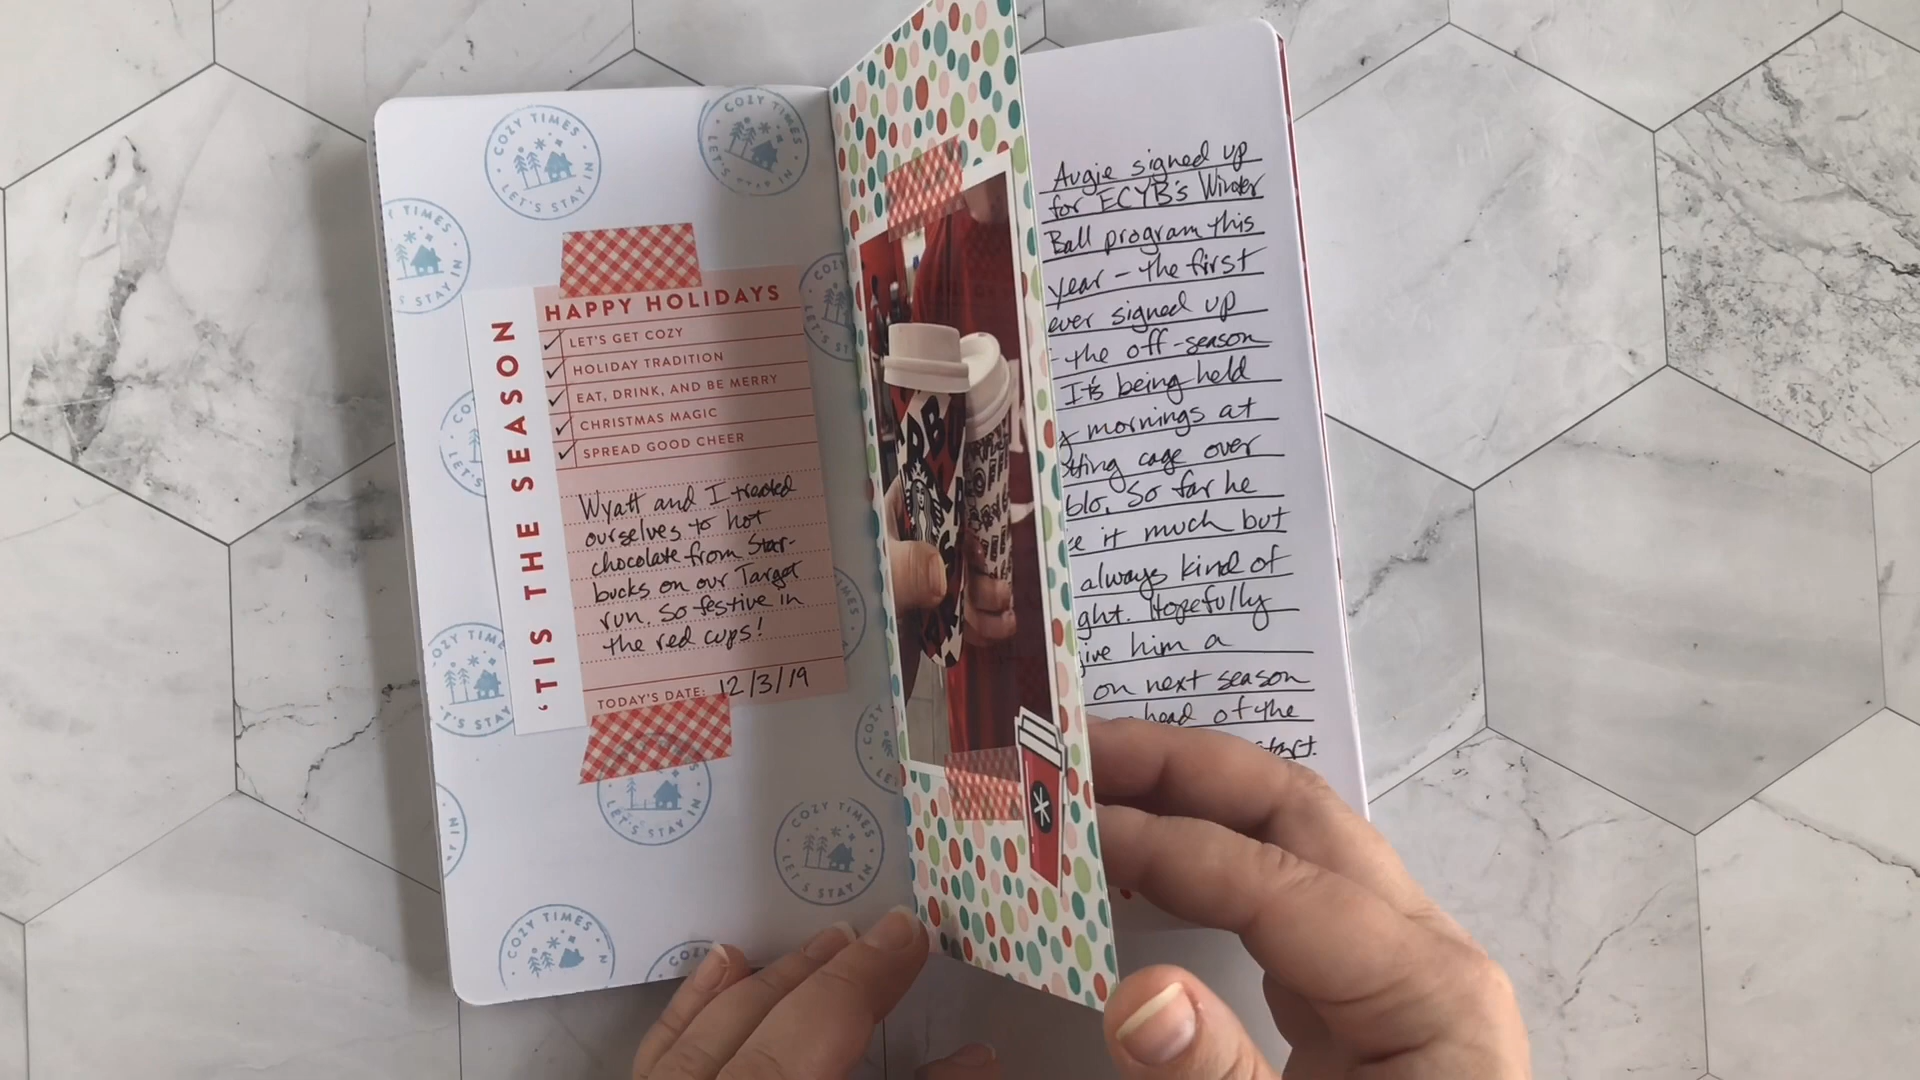 COZY TIMES
LET'S STAY IN
'TIS THE SEASON
HAPPY HOLIDAYS
LET'S GET COZY
HOLIDAY TRADITION
EAT, DRINK, AND BE MERRY
CHRISTMAS MAGIC
SPREAD GOOD CHEER
Wyatt and I treated
ourselves to hot
chocolate from Star-
bucks on our Target
run. So festive in
the red cups!
TODAY'S DATE: 12/3/19
Augie signed up
for ECYB's Winter
Ball program this
year - the first
ever signed up
the off-season
It's being held
mornings at
cage over
So far he
it much but
always kind of
Hopefully
him a
on next season
of the